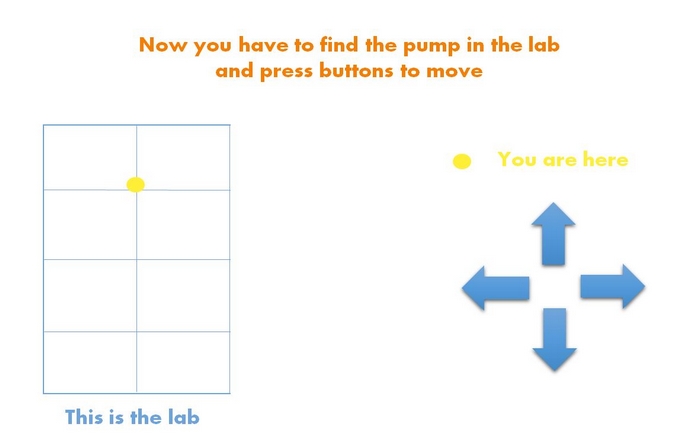 Now you have to find the pump in the lab
and press buttons to move
You are here
This is the lab